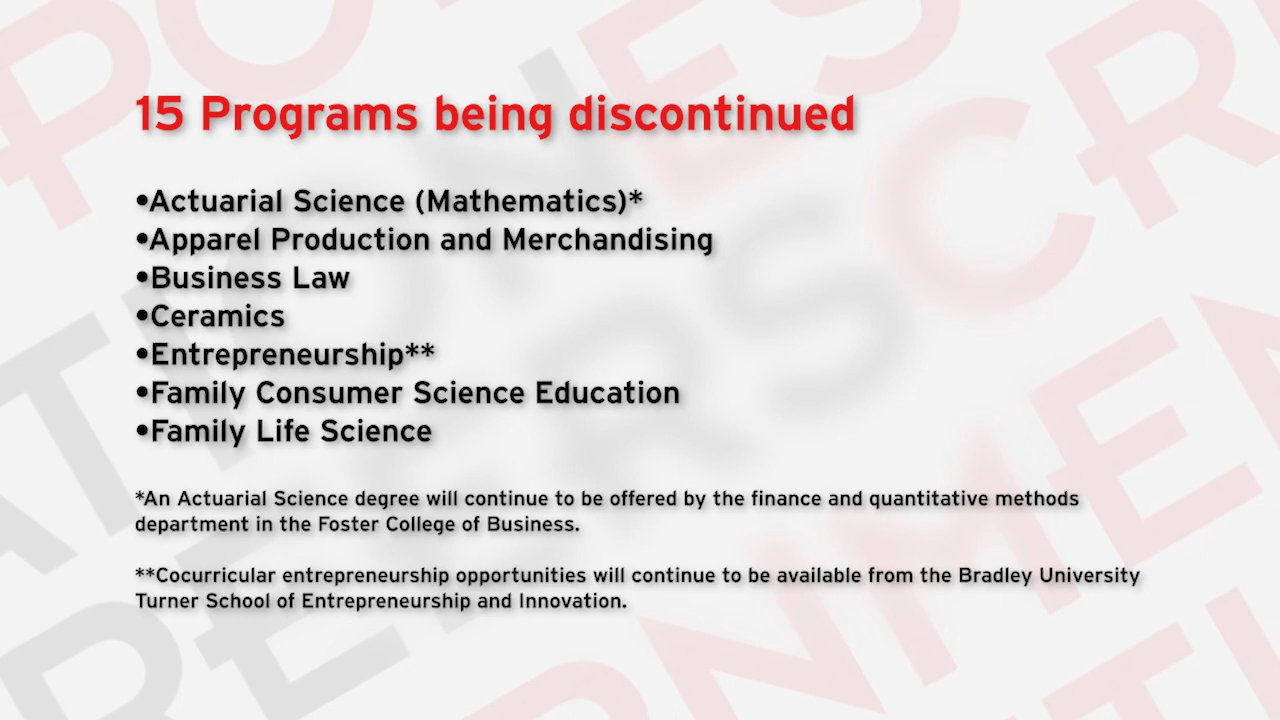 15 Programs being discontinued
•Actuarial Science (Mathematics)*
•Apparel Production and Merchandising
•Business Law
•Ceramics
•Entrepreneurship**
•Family Consumer Science Education
•Family Life Science
*An Actuarial Science degree will continue to be offered by the finance and quantitative methods
department in the Foster College of Business.
**Cocurricular entrepreneurship opportunities will continue to be available from the Bradley University
Turner School of Entrepreneurship and Innovation.